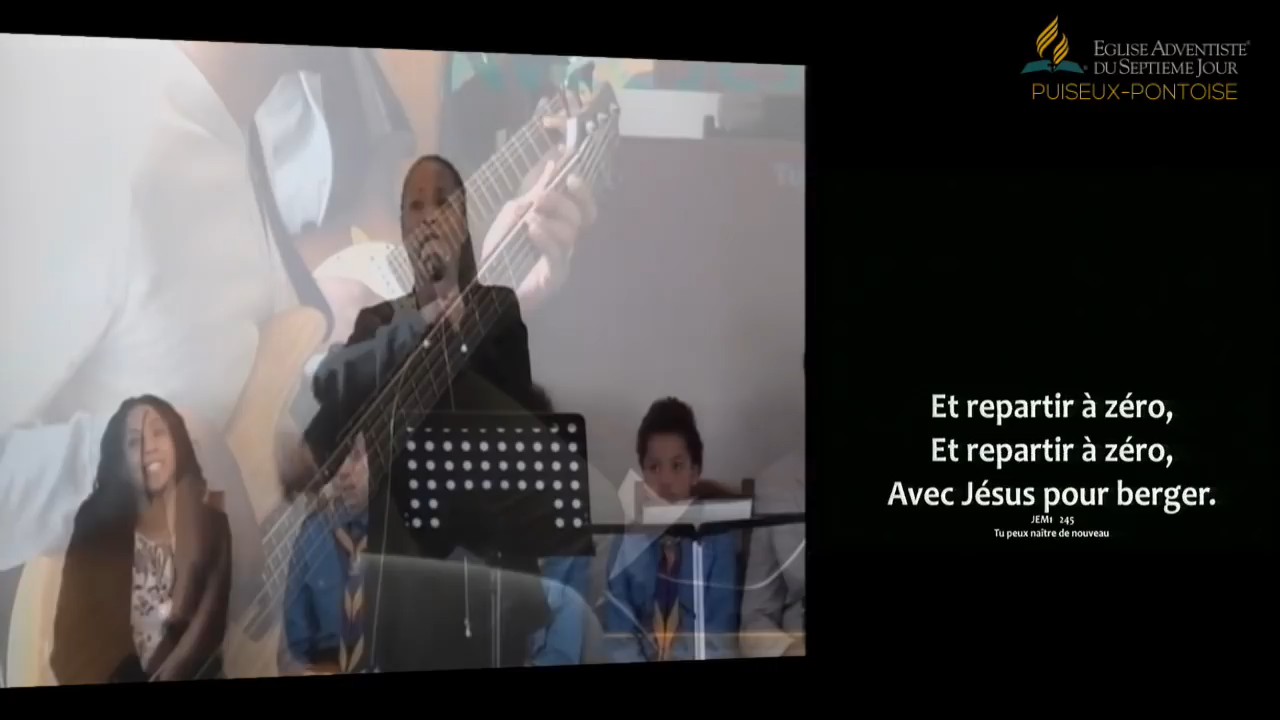 EGLISE ADVENTISTE®
DU SEPTIEME JOUR
PUISEUX-PONTOISE
Et repartir à zéro,
Et repartir à zéro,
Avec Jésus pour berger.
JEM1 245
Tu peux naître de nouveau